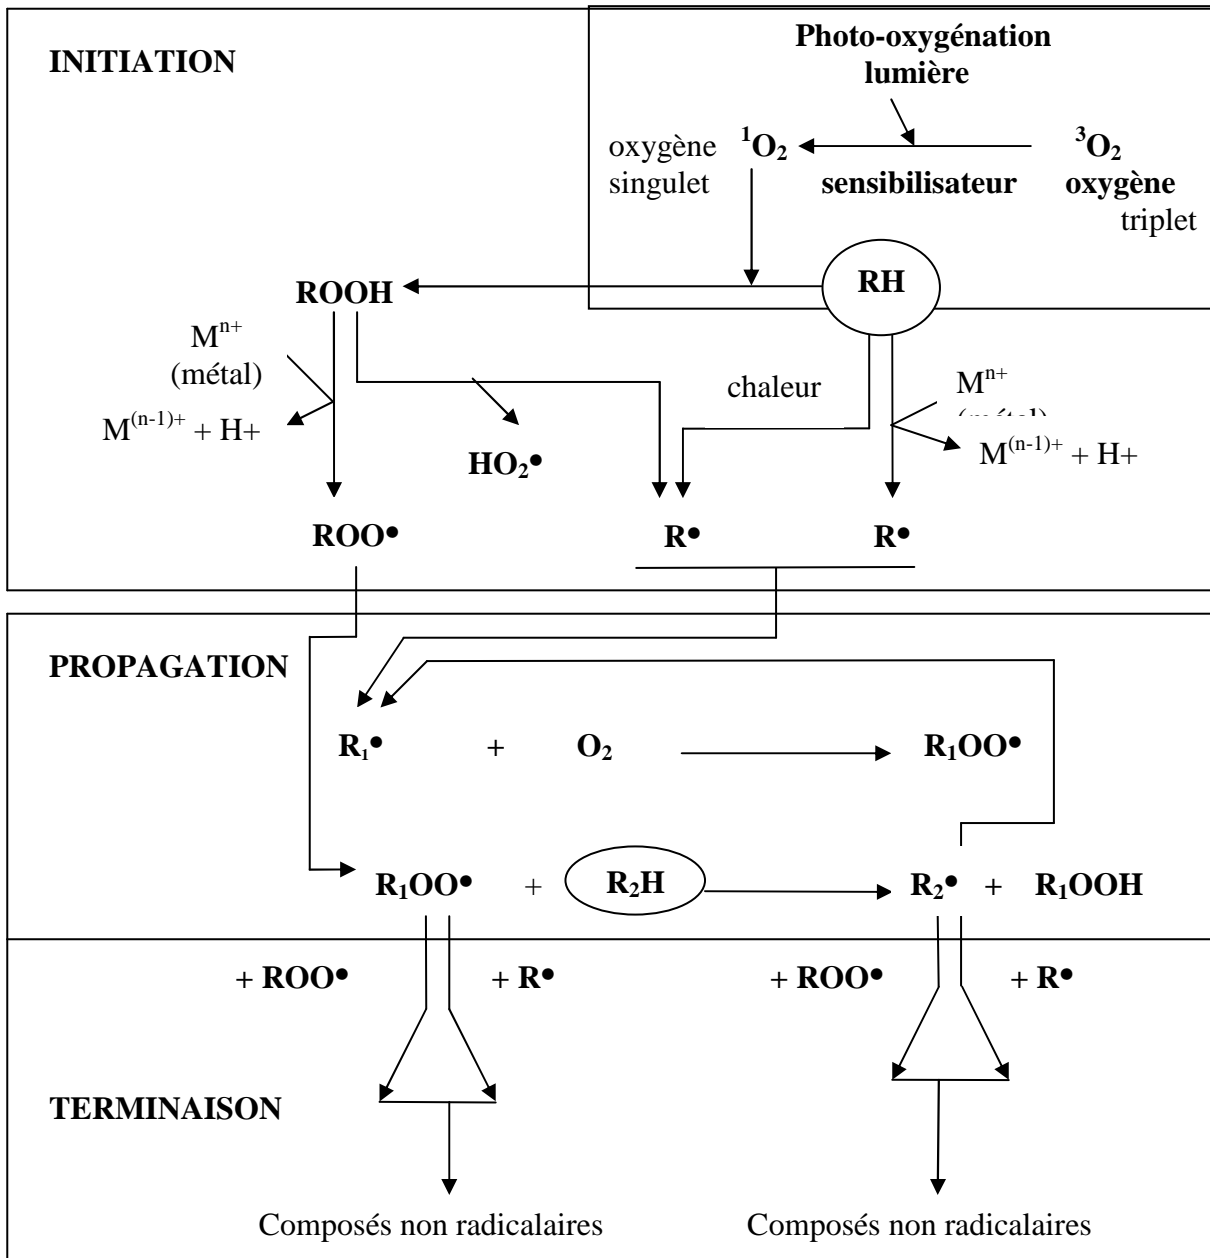 INITIATION
Photo-oxygénation
lumière
oxygène ¹O₂ ³O₂
singulet sensibilisateur oxygène
triplet
ROOH RH
Mⁿ⁺
(métal)
M⁽ⁿ⁻¹⁾⁺ + H+
chaleur
Mⁿ⁺
M⁽ⁿ⁻¹⁾⁺ + H+
HO₂●
ROO● R● R●
PROPAGATION
R₁● + O₂ R₁OO●
R₁OO● + R₂H R₂● + R₁OOH
+ ROO● + R● + ROO● + R●
TERMINAISON
Composés non radicalaires Composés non radicalaires